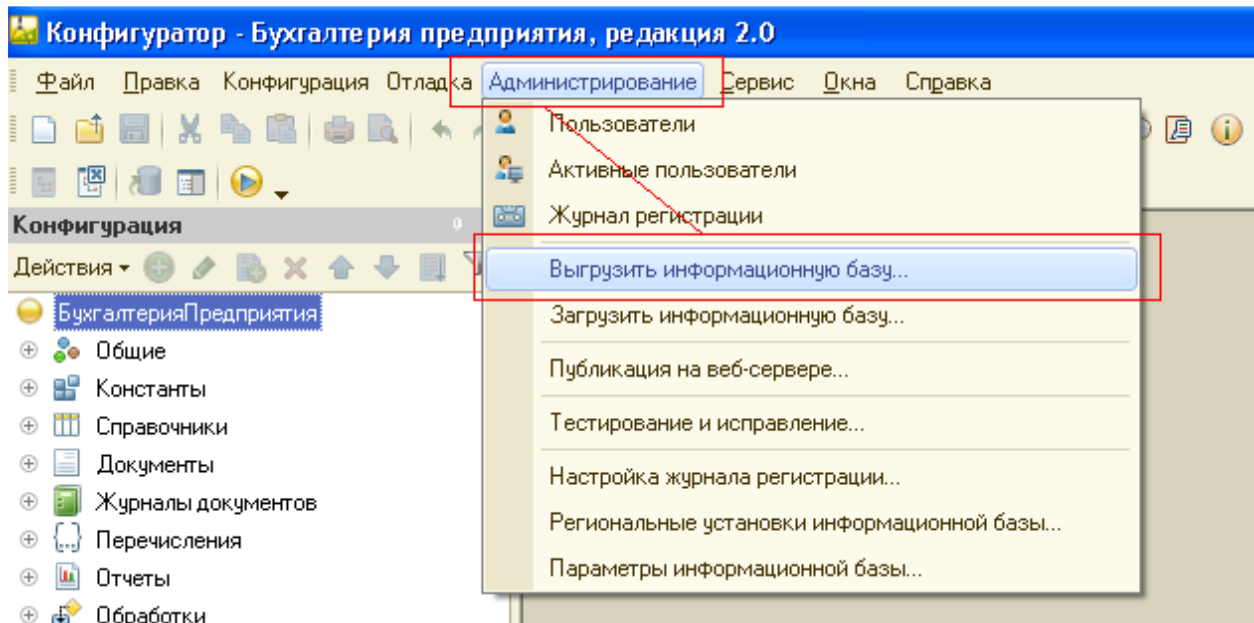 Конфигуратор - Бухгалтерия предприятия, редакция 2.0
Файл Правка Конфигурация Отладка Администрирование Сервис Окна Справка
Пользователи
Активные пользователи
Журнал регистрации
Выгрузить информационную базу...
Загрузить информационную базу...
Публикация на веб-сервере...
Тестирование и исправление...
Настройка журнала регистрации...
Региональные установки информационной базы...
Параметры информационной базы...
Конфигурация
Действия
БухгалтерияПредприятия
Общие
Константы
Справочники
Документы
Журналы документов
Перечисления
Отчеты
Обработки